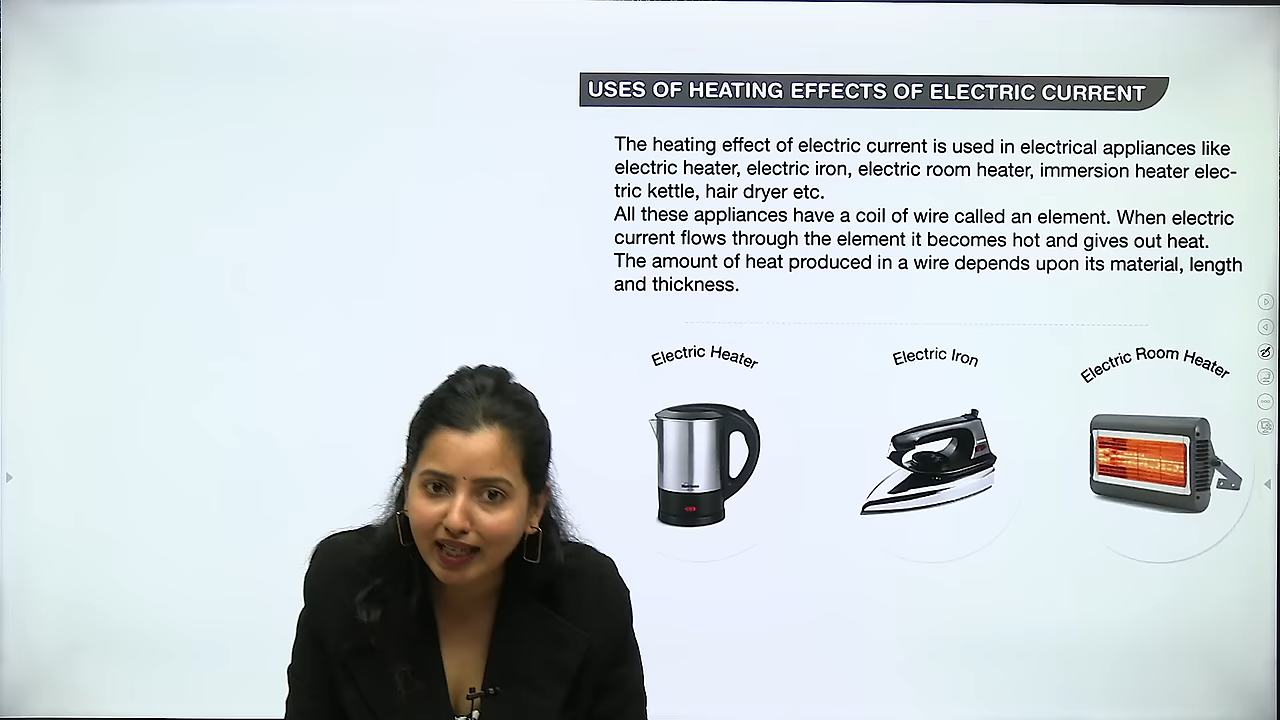 USES OF HEATING EFFECTS OF ELECTRIC CURRENT
The heating effect of electric current is used in electrical appliances like
electric heater, electric iron, electric room heater, immersion heater elec-
tric kettle, hair dryer etc.
All these appliances have a coil of wire called an element. When electric
current flows through the element it becomes hot and gives out heat.
The amount of heat produced in a wire depends upon its material, length
and thickness.
Electric Heater
Electric Iron
Electric Room Heater